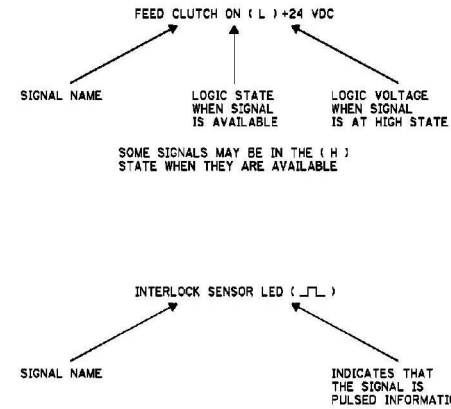 FEED CLUTCH ON ( L ) +24 VDC
SIGNAL NAME
LOGIC STATE
WHEN SIGNAL
IS AVAILABLE
LOGIC VOLTAGE
WHEN SIGNAL
IS AT HIGH STATE
SOME SIGNALS MAY BE IN THE ( H )
STATE WHEN THEY ARE AVAILABLE
INTERLOCK SENSOR LED ( )
SIGNAL NAME
INDICATES THAT
THE SIGNAL IS
PULSED INFORMATI